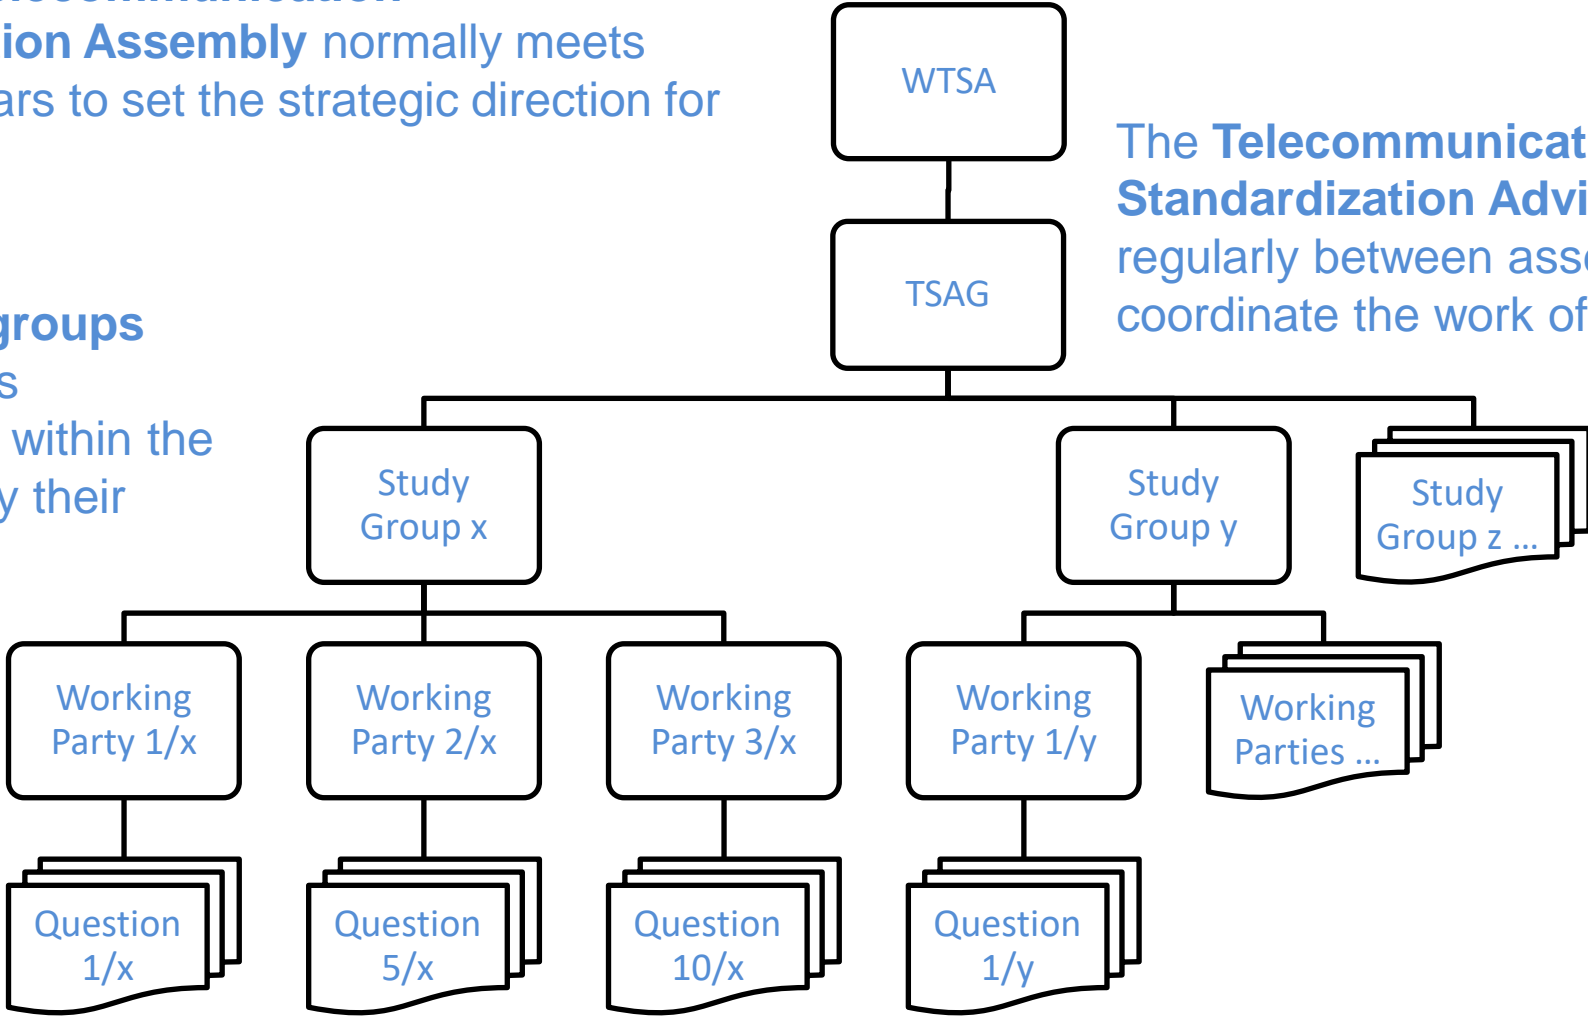 ion Assembly normally meets
ars to set the strategic direction for
WTSA
The Telecommunicat
Standardization Advi
regularly between asse
coordinate the work of
TSAG
groups
s
within the
y their
Study
Group x
Study
Group y
Study
Group z ...
Working
Party 1/x
Working
Party 2/x
Working
Party 3/x
Working
Party 1/y
Working
Parties ...
Question
1/x
Question
5/x
Question
10/x
Question
1/y